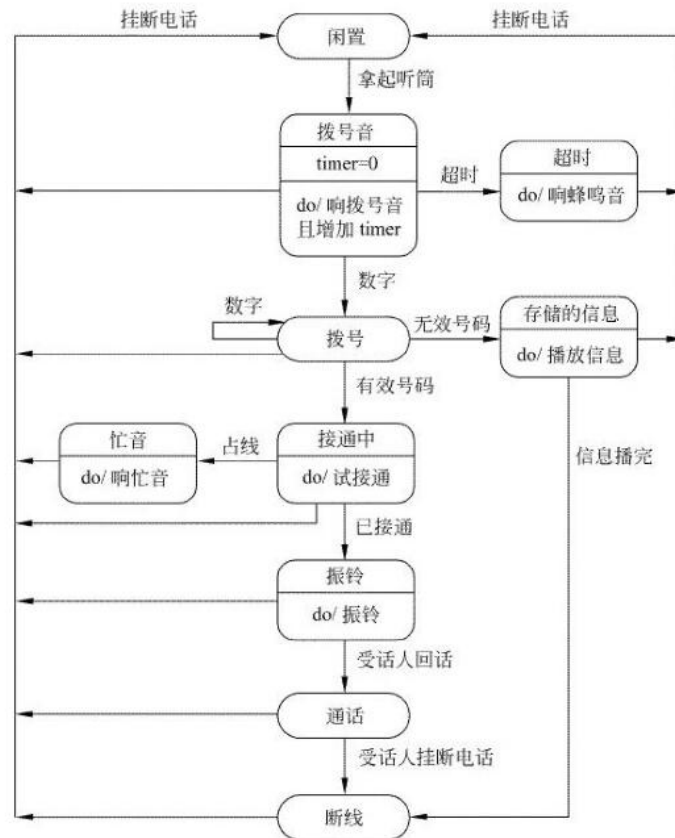 挂断电话
闲置
挂断电话
拿起听筒
拨号音
timer=0
do/ 响拨号音
且增加 timer
超时
超时
do/ 响蜂鸣音
数字
数字
拨号
无效号码
存储的信息
do/ 播放信息
有效号码
忙音
do/ 响忙音
占线
接通中
do/ 试接通
信息播完
已接通
振铃
do/ 振铃
受话人回话
通话
受话人挂断电话
断线